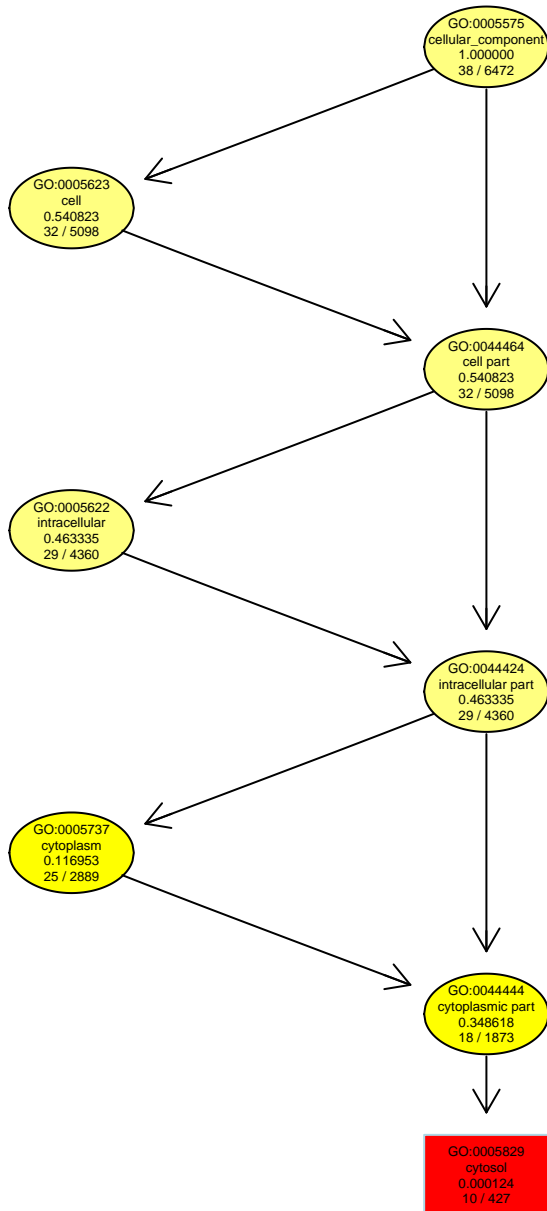 GO:0005575
cellular_component
1.000000
38 / 6472
GO:0005623
cell
0.540823
32 / 5098
GO:0044464
cell part
0.540823
32 / 5098
GO:0005622
intracellular
0.463335
29 / 4360
GO:0044424
intracellular part
0.463335
29 / 4360
GO:0005737
cytoplasm
0.116953
25 / 2889
GO:0044444
cytoplasmic part
0.348618
18 / 1873
GO:0005829
cytosol
0.000124
10 / 427